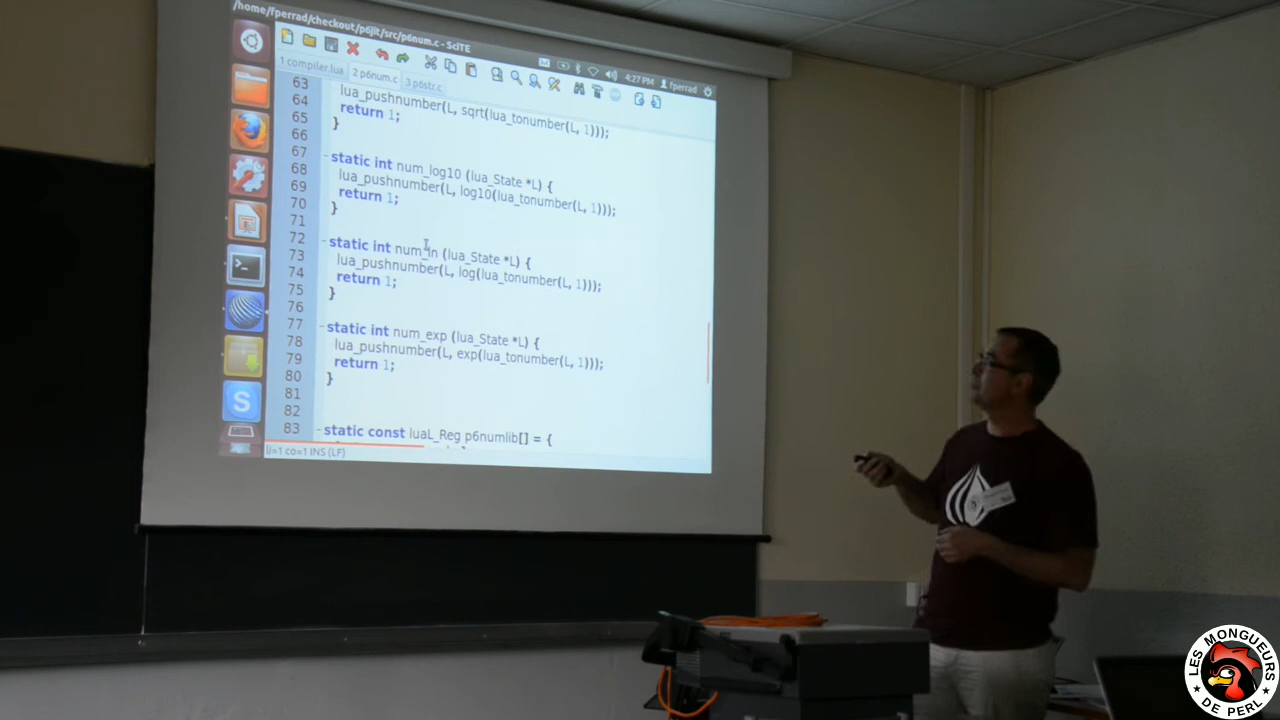 /home/fperrad/checkout/p6jit/src/p6num.c - SciTE
4:27PM fperrad
1 compiler.lua 2 p6num.c 3 p6str.c
63
64 lua_pushnumber(L, sqrt(lua_tonumber(L, 1)));
65 return 1;
66 }
67
68 static int num_log10 (lua_State *L) {
69 lua_pushnumber(L, log10(lua_tonumber(L, 1)));
70 return 1;
71 }
72
73 static int num_ln (lua_State *L) {
74 lua_pushnumber(L, log(lua_tonumber(L, 1)));
75 return 1;
76 }
77
78 static int num_exp (lua_State *L) {
79 lua_pushnumber(L, exp(lua_tonumber(L, 1)));
80 return 1;
81 }
82
83
static const luaL_Reg p6numlib[] = {
li=1 co=1 INS (LF)
LES MONGUEURS
DE PERL